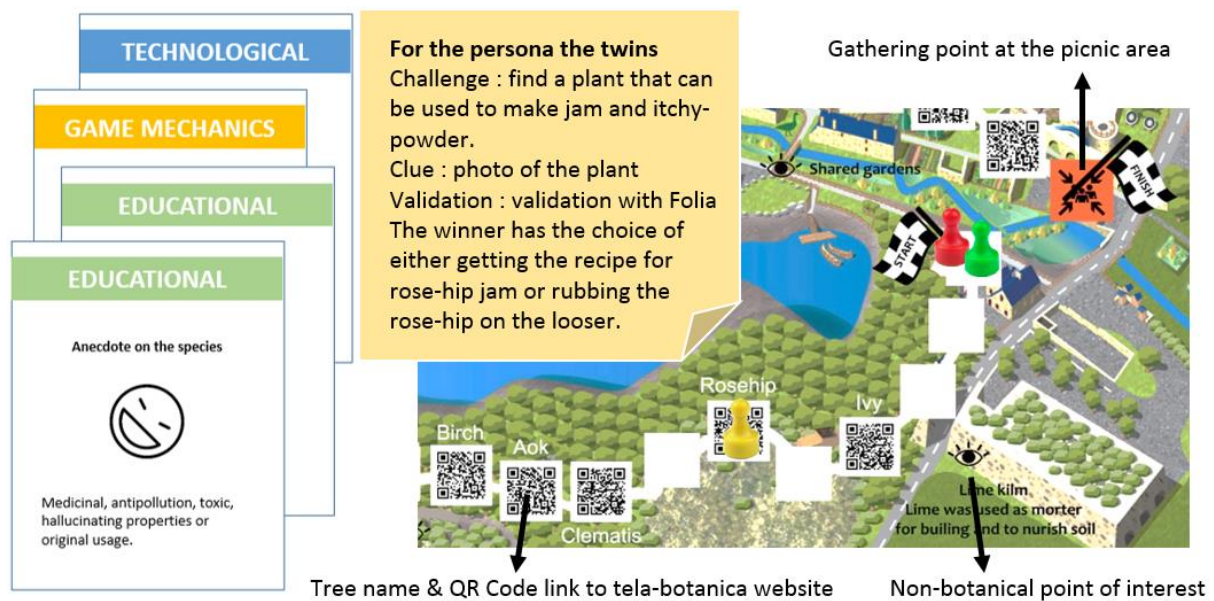 TECHNOLOGICAL
GAME MECHANICS
EDUCATIONAL
EDUCATIONAL
Anecdote on the species
Medicinal, antipollution, toxic,
hallucinating properties or
original usage.
For the persona the twins
Challenge : find a plant that can
be used to make jam and itchy-
powder.
Clue : photo of the plant
Validation : validation with Folia
The winner has the choice of
either getting the recipe for
rose-hip jam or rubbing the
rose-hip on the looser.
Gathering point at the picnic area
Shared gardens
START
FINISH
Rosehip
Ivy
Birch
Aok
Clematis
Lime kilm
Lime was used as morter
for builing and to nurish soil
Tree name & QR Code link to tela-botanica website
Non-botanical point of interest